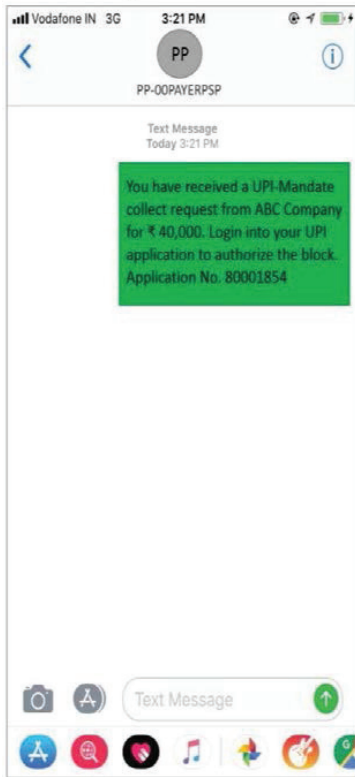 Vodafone IN 3G 3:21 PM
PP
PP-00PAYERPSP
Text Message
Today 3:21 PM
You have received a UPI-Mandate
collect request from ABC Company
for ₹ 40,000. Login into your UPI
application to authorize the block.
Application No. 80001854
Text Message